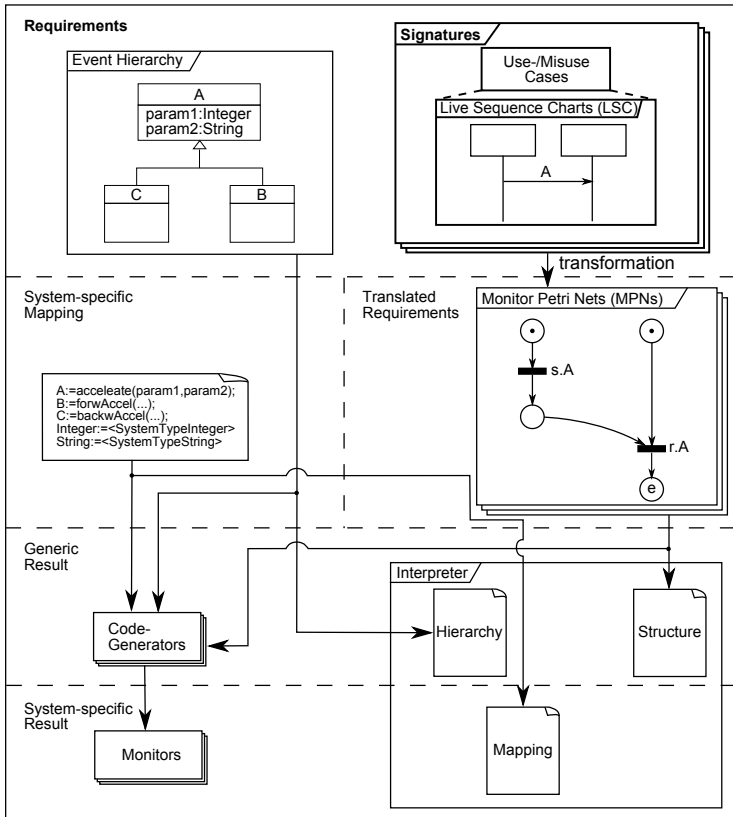 Requirements
Event Hierarchy
A
param1:Integer
param2:String
C
B
Signatures
Use-/Misuse
Cases
Live Sequence Charts (LSC)
A
transformation
System-specific
Mapping
A:=acceleate(param1,param2);
B:=forwAccel(...);
C:=backwAccel(...);
Integer:=<SystemTypeInteger>
String:=<SystemTypeString>
Translated
Requirements
Monitor Petri Nets (MPNs)
s.A
r.A
e
Generic
Result
Code-
Generators
Interpreter
Hierarchy
Structure
System-specific
Result
Monitors
Mapping